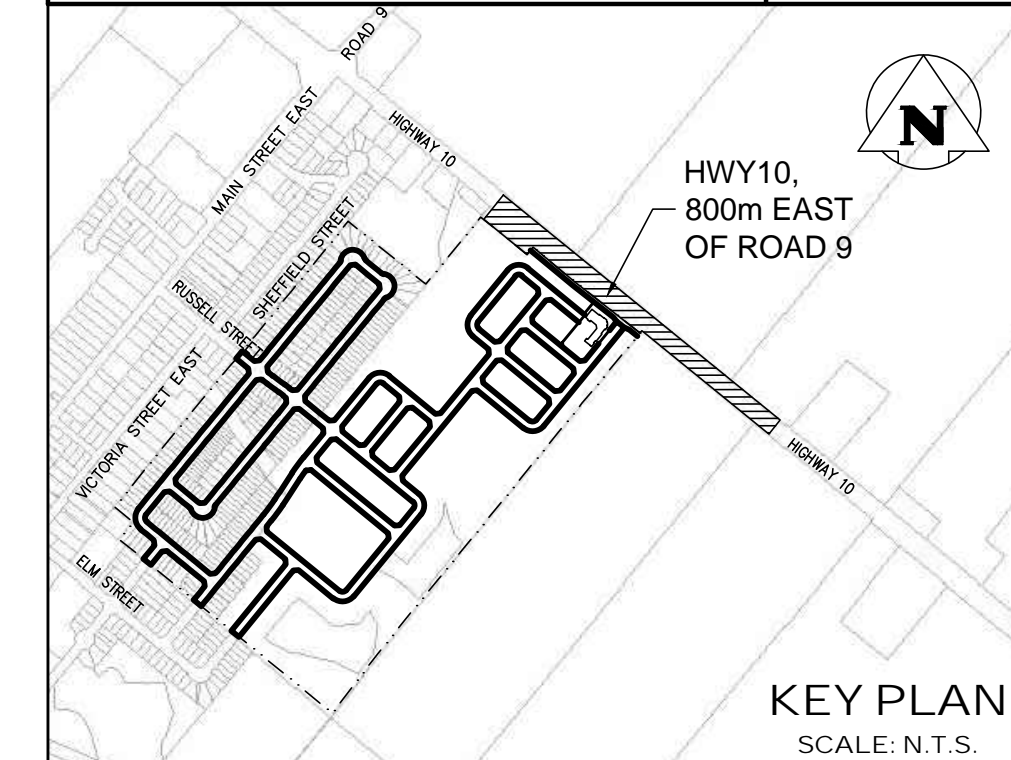 ROAD 9
MAIN STREET EAST
HIGHWAY 10
N
HWY10,
800m EAST
OF ROAD 9
SHEFFIELD STREET
RUSSELL STREET
VICTORIA STREET EAST
HIGHWAY 10
ELM STREET
KEY PLAN
SCALE: N.T.S.